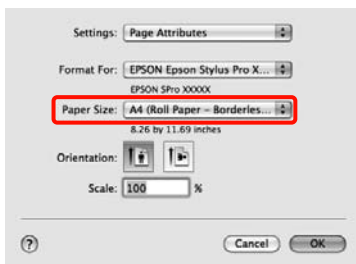 Settings: Page Attributes
Format For: EPSON Epson Stylus Pro X...
EPSON SPro XXXXX
Paper Size: A4 (Roll Paper – Borderles...
8.26 by 11.69 inches
Orientation:
Scale: 100 %
? Cancel OK